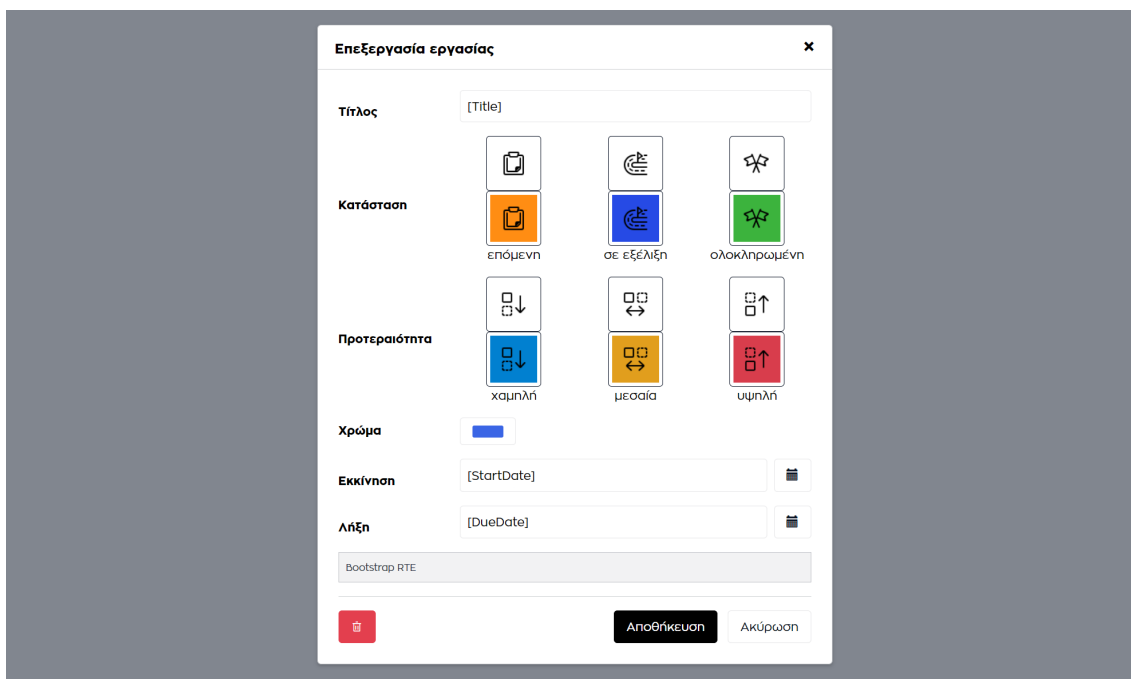 Επεξεργασία εργασίας
Τίτλος [Title]
Κατάσταση
επόμενη σε εξέλιξη ολοκληρωμένη
Προτεραιότητα
χαμηλή μεσαία υψηλή
Χρώμα
Εκκίνηση [StartDate]
Λήξη [DueDate]
Bootstrap RTE
Αποθήκευση Ακύρωση